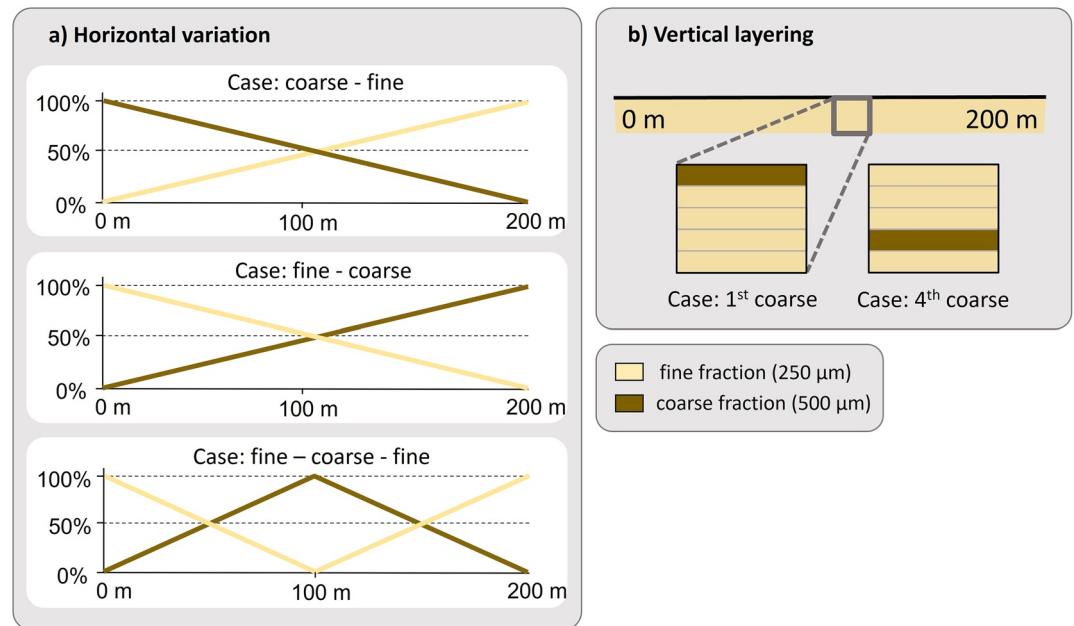 a) Horizontal variation
Case: coarse - fine
100%
50%
0%
0 m
100 m
200 m
Case: fine - coarse
100%
50%
0%
0 m
100 m
200 m
Case: fine – coarse - fine
100%
50%
0%
0 m
100 m
200 m
b) Vertical layering
0 m
200 m
Case: 1st coarse
Case: 4th coarse
fine fraction (250 μm)
coarse fraction (500 μm)